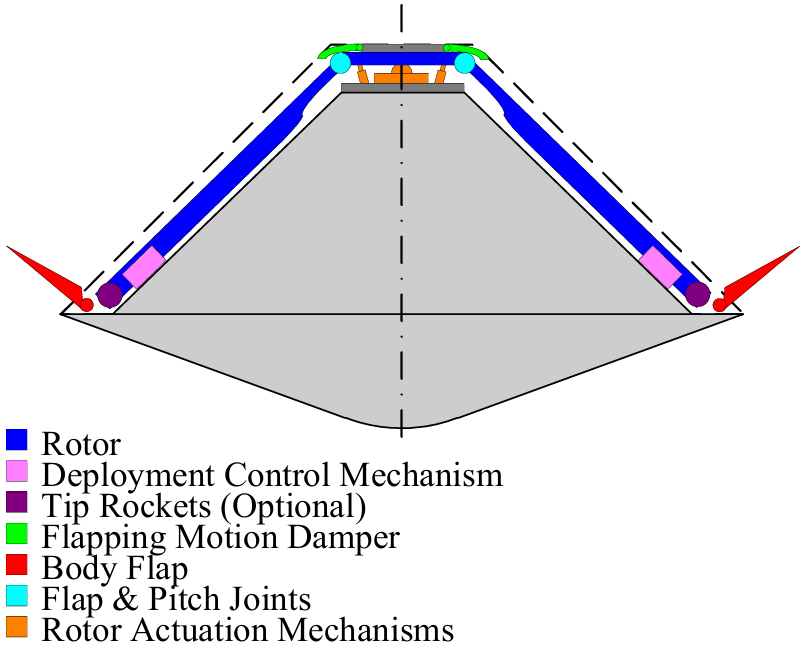 Rotor
Deployment Control Mechanism
Tip Rockets (Optional)
Flapping Motion Damper
Body Flap
Flap & Pitch Joints
Rotor Actuation Mechanisms